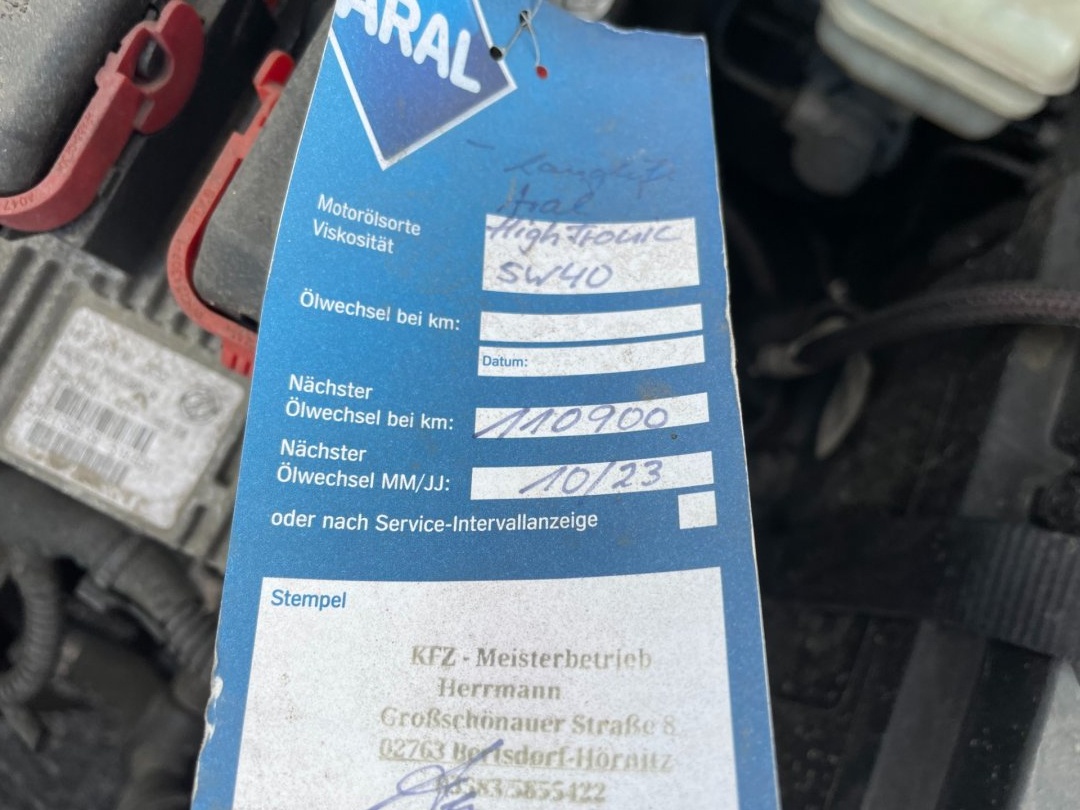 ARAL
Aral
Motorölsorte
HighTronic
Viskosität
5W40
Ölwechsel bei km:
Datum:
Nächster
Ölwechsel bei km: 110900
Nächster
Ölwechsel MM/JJ: 10/23
oder nach Service-Intervallanzeige
Stempel
KFZ - Meisterbetrieb
Herrmann
Großschönauer Straße 8
02763 Bertsdorf-Hörnitz